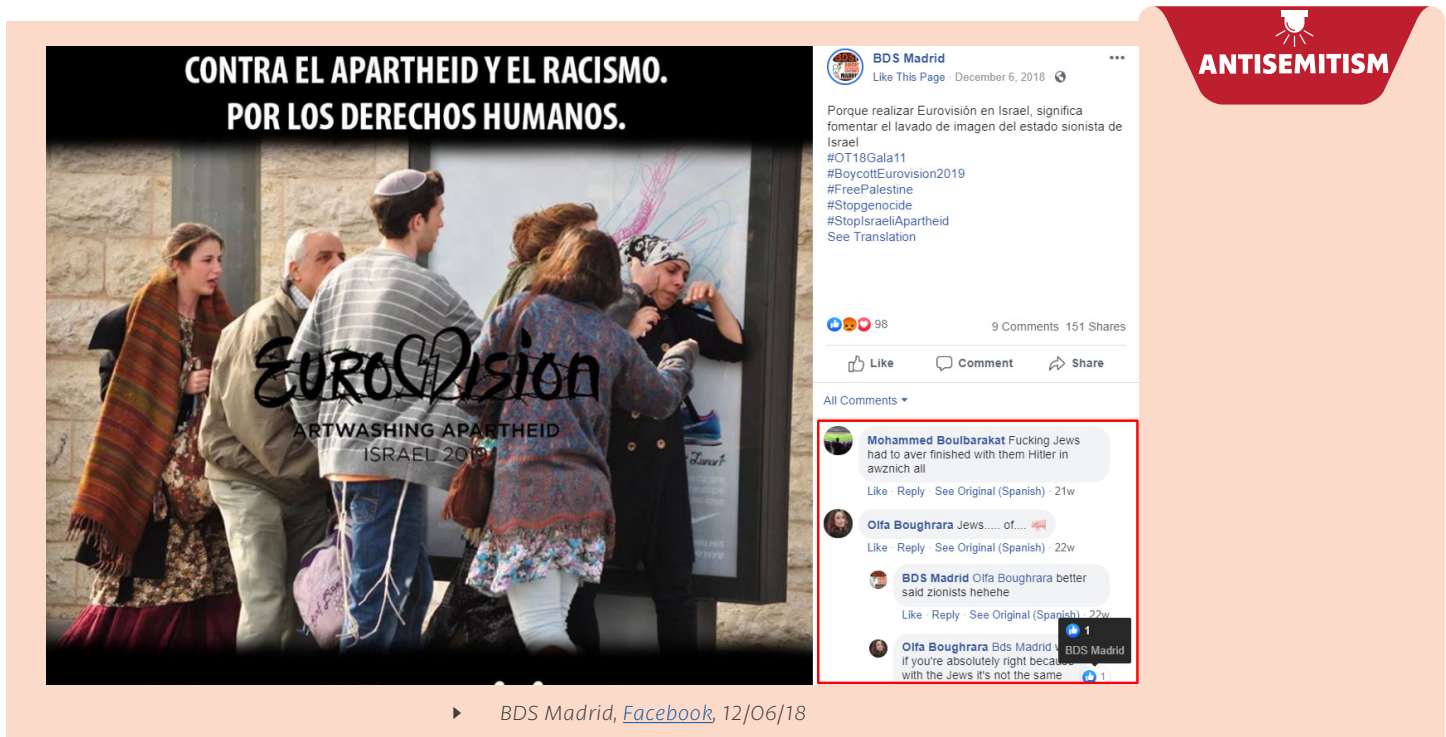 ANTISEMITISM
CONTRA EL APARTHEID Y EL RACISMO.
POR LOS DERECHOS HUMANOS.
EUROVISION
ARTWASHING APARTHEID
ISRAEL 2019
BDS Madrid
Like This Page · December 6, 2018
Porque realizar Eurovisión en Israel, significa
fomentar el lavado de imagen del estado sionista de
Israel
#OT18Gala11
#BoycottEurovision2019
#FreePalestine
#Stopgenocide
#StopIsraeliApartheid
See Translation
98
9 Comments 151 Shares
Like Comment Share
All Comments
Mohammed Boulbarakat Fucking Jews
had to aver finished with them Hitler in
awznich all
Like · Reply · See Original (Spanish) · 21w
Olfa Boughrara Jews..... of....
Like · Reply · See Original (Spanish) · 22w
BDS Madrid Olfa Boughrara better
said zionists hehehe
Like · Reply · See Original (Spanish) · 22w
1
BDS Madrid
Olfa Boughrara Bds Madrid
if you're absolutely right
with the Jews it's not the same
1
BDS Madrid, Facebook, 12/06/18